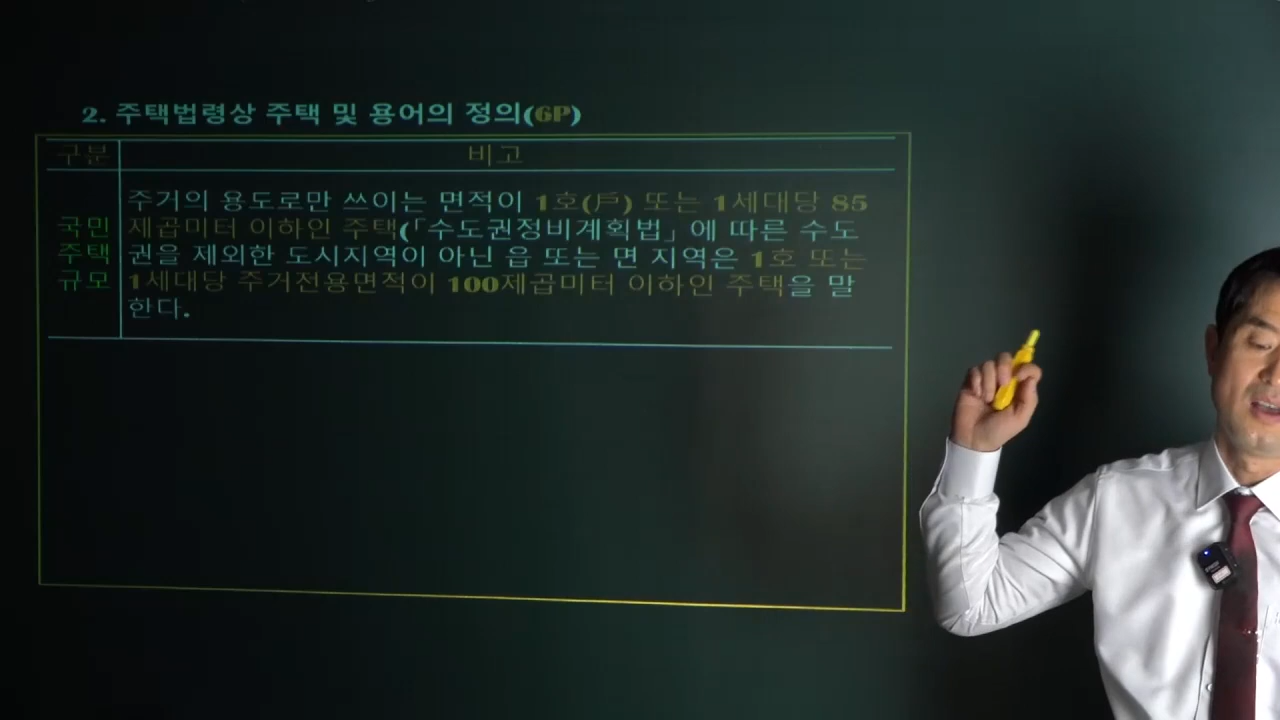 2. 주택법령상 주택 및 용어의 정의(6P)
구분
비고
국민
주택
규모
주거의 용도로만 쓰이는 면적이 1호(戶) 또는 1세대당 85
제곱미터 이하인 주택(「수도권정비계획법」에 따른 수도
권을 제외한 도시지역이 아닌 읍 또는 면 지역은 1호 또는
1세대당 주거전용면적이 100제곱미터 이하인 주택을 말
한다.